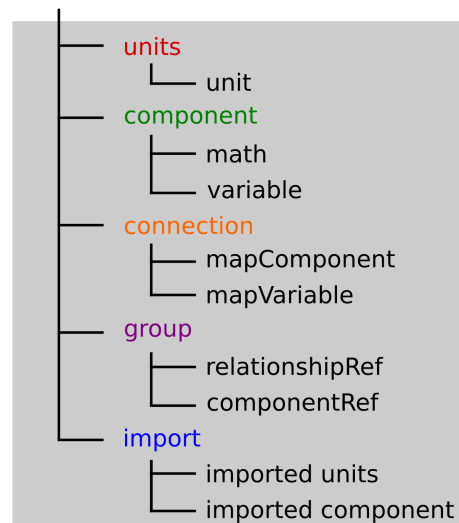 units
unit
component
math
variable
connection
mapComponent
mapVariable
group
relationshipRef
componentRef
import
imported units
imported component